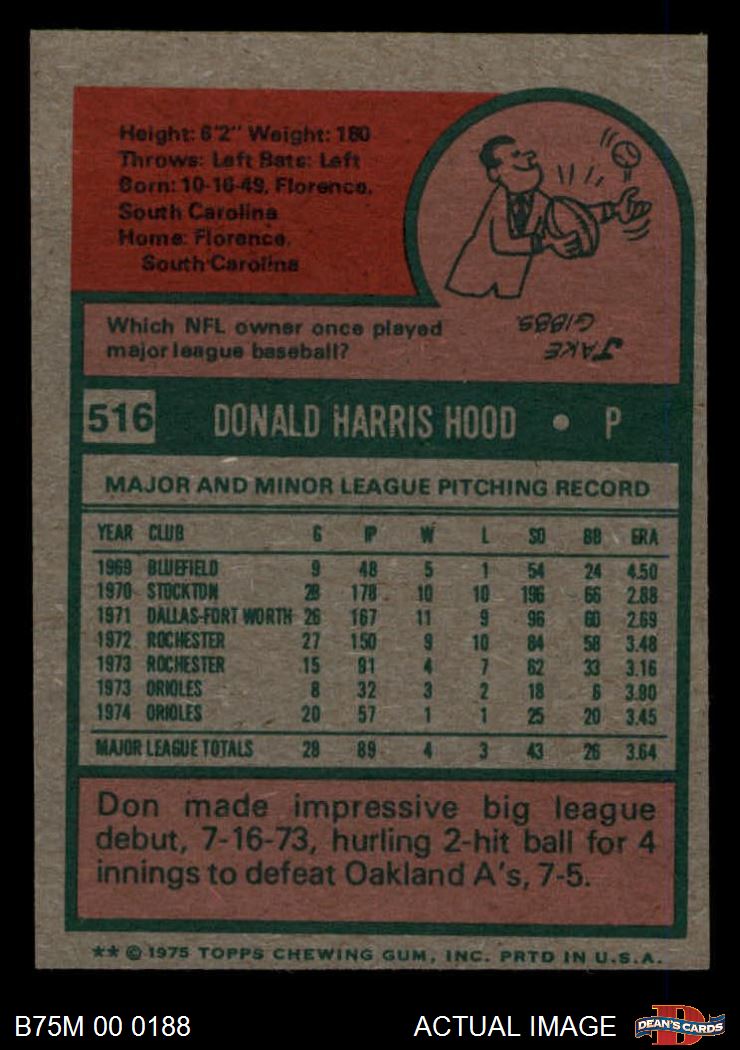 Height: 6'2" Weight: 180
Throws: Left Bats: Left
Born: 10-16-49, Florence,
South Carolina
Home: Florence,
South Carolina
Which NFL owner once played
major league baseball?
JAKE
GIBBS.
516 DONALD HARRIS HOOD • P
MAJOR AND MINOR LEAGUE PITCHING RECORD
YEAR CLUB G IP W L SO BB ERA
1969 BLUEFIELD 9 48 5 1 54 24 4.50
1970 STOCKTON 28 178 10 10 196 66 2.88
1971 DALLAS-FORT WORTH 26 167 11 9 96 60 2.69
1972 ROCHESTER 27 150 9 10 84 58 3.48
1973 ROCHESTER 15 91 4 7 62 33 3.16
1973 ORIOLES 8 32 3 2 18 6 3.90
1974 ORIOLES 20 57 1 1 25 20 3.45
MAJOR LEAGUE TOTALS 28 89 4 3 43 26 3.64
Don made impressive big league
debut, 7-16-73, hurling 2-hit ball for 4
innings to defeat Oakland A's, 7-5.
** © 1975 TOPPS CHEWING GUM, INC. PRTD IN U.S.A.
B75M 00 0188 ACTUAL IMAGE
DEAN'S CARDS